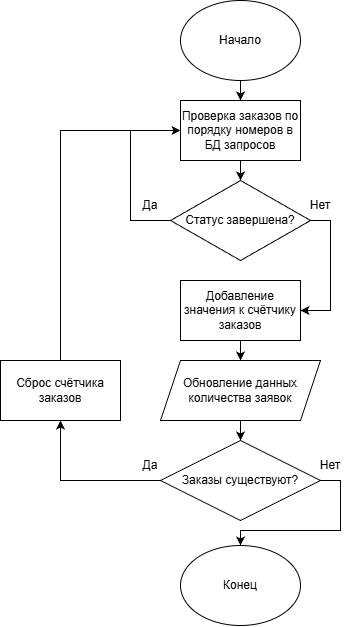 Начало
Проверка заказов по
порядку номеров в
БД запросов
Да
Статус завершена?
Нет
Добавление
значения к счётчику
заказов
Сброс счётчика
заказов
Обновление данных
количества заявок
Да
Заказы существуют?
Нет
Конец